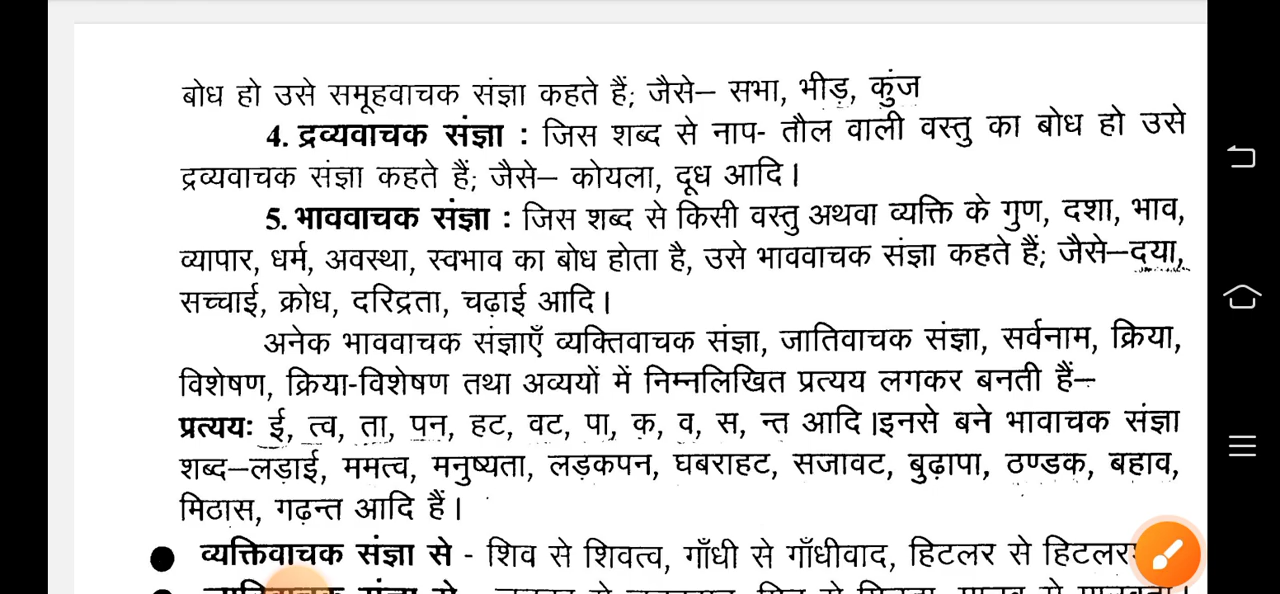 बोध हो उसे समूहवाचक संज्ञा कहते हैं; जैसे– सभा, भीड़, कुंज
4. द्रव्यवाचक संज्ञा : जिस शब्द से नाप- तौल वाली वस्तु का बोध हो उसे
द्रव्यवाचक संज्ञा कहते हैं; जैसे– कोयला, दूध आदि।
5. भाववाचक संज्ञा : जिस शब्द से किसी वस्तु अथवा व्यक्ति के गुण, दशा, भाव,
व्यापार, धर्म, अवस्था, स्वभाव का बोध होता है, उसे भाववाचक संज्ञा कहते हैं; जैसे–दया,
सच्चाई, क्रोध, दरिद्रता, चढ़ाई आदि।
अनेक भाववाचक संज्ञाएँ व्यक्तिवाचक संज्ञा, जातिवाचक संज्ञा, सर्वनाम, क्रिया,
विशेषण, क्रिया-विशेषण तथा अव्ययों में निम्नलिखित प्रत्यय लगकर बनती हैं–
प्रत्ययः ई, त्व, ता, पन, हट, वट, पा, क, व, स, न्त आदि।इनसे बने भावाचक संज्ञा
शब्द–लड़ाई, ममत्व, मनुष्यता, लड़कपन, घबराहट, सजावट, बुढ़ापा, ठण्डक, बहाव,
मिठास, गढ़न्त आदि हैं।
● व्यक्तिवाचक संज्ञा से - शिव से शिवत्व, गाँधी से गाँधीवाद, हिटलर से